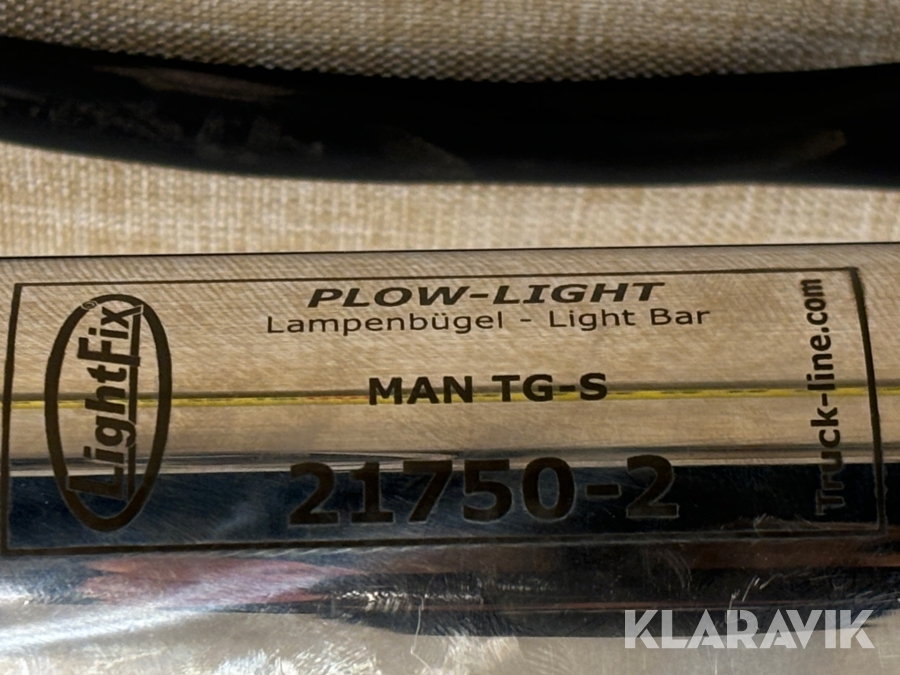 LightFix
PLOW-LIGHT
Lampenbügel - Light Bar
MAN TG-S
21750-2
Truck-line.com
KLARAVIK